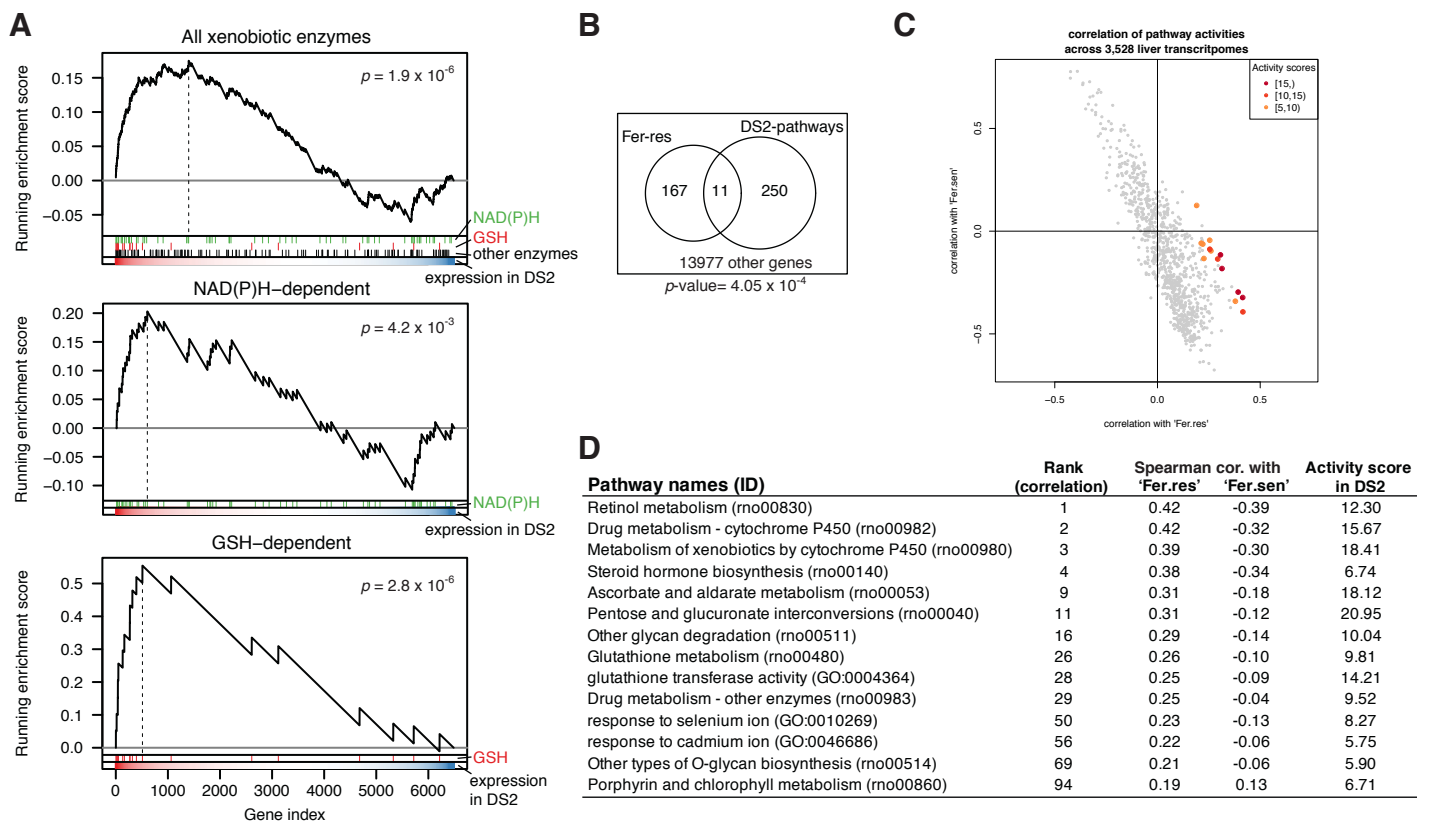 A
All xenobiotic enzymes
Running enrichment score
0.15
0.10
0.05
0.00
−0.05
p = 1.9 x 10-6
NAD(P)H
GSH
other enzymes
expression in DS2
NAD(P)H−dependent
Running enrichment score
0.20
0.15
0.10
0.05
0.00
−0.05
−0.10
p = 4.2 x 10-3
NAD(P)H
expression in DS2
GSH−dependent
Running enrichment score
0.5
0.4
0.3
0.2
0.1
0.0
p = 2.8 x 10-6
GSH
expression
in DS2
0 1000 2000 3000 4000 5000 6000
Gene index
B
Fer-res
DS2-pathways
167 11 250
13977 other genes
p-value= 4.05 x 10-4
C
correlation of pathway activities
across 3,528 liver transcritpomes
Activity scores
[15,)
[10,15)
[5,10)
correlation with 'Fer.sen'
0.5
0.0
−0.5
−0.5 0.0 0.5
correlation with 'Fer.res'
D
Pathway names (ID) Rank (correlation) Spearman cor. with ‘Fer.res’ ‘Fer.sen’ Activity score in DS2
Retinol metabolism (rno00830) 1 0.42 -0.39 12.30
Drug metabolism - cytochrome P450 (rno00982) 2 0.42 -0.32 15.67
Metabolism of xenobiotics by cytochrome P450 (rno00980) 3 0.39 -0.30 18.41
Steroid hormone biosynthesis (rno00140) 4 0.38 -0.34 6.74
Ascorbate and aldarate metabolism (rno00053) 9 0.31 -0.18 18.12
Pentose and glucuronate interconversions (rno00040) 11 0.31 -0.12 20.95
Other glycan degradation (rno00511) 16 0.29 -0.14 10.04
Glutathione metabolism (rno00480) 26 0.26 -0.10 9.81
glutathione transferase activity (GO:0004364) 28 0.25 -0.09 14.21
Drug metabolism - other enzymes (rno00983) 29 0.25 -0.04 9.52
response to selenium ion (GO:0010269) 50 0.23 -0.13 8.27
response to cadmium ion (GO:0046686) 56 0.22 -0.06 5.75
Other types of O-glycan biosynthesis (rno00514) 69 0.21 -0.06 5.90
Porphyrin and chlorophyll metabolism (rno00860) 94 0.19 0.13 6.71